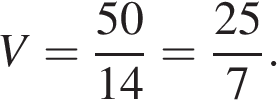 V = 50/14 = 25/7.